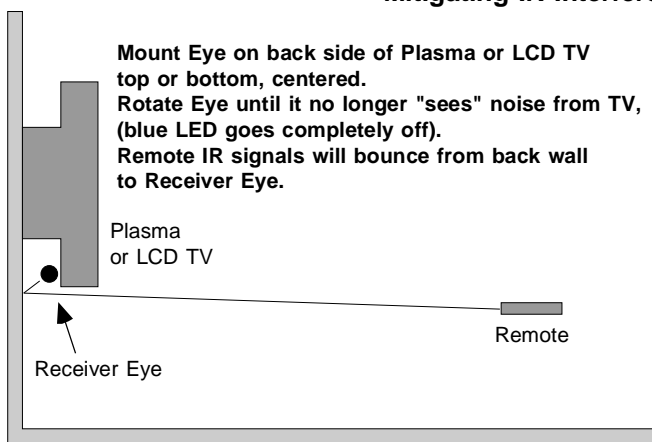 Mount Eye on back side of Plasma or LCD TV
top or bottom, centered.
Rotate Eye until it no longer "sees" noise from TV,
(blue LED goes completely off).
Remote IR signals will bounce from back wall
to Receiver Eye.
Plasma
or LCD TV
Remote
Receiver Eye